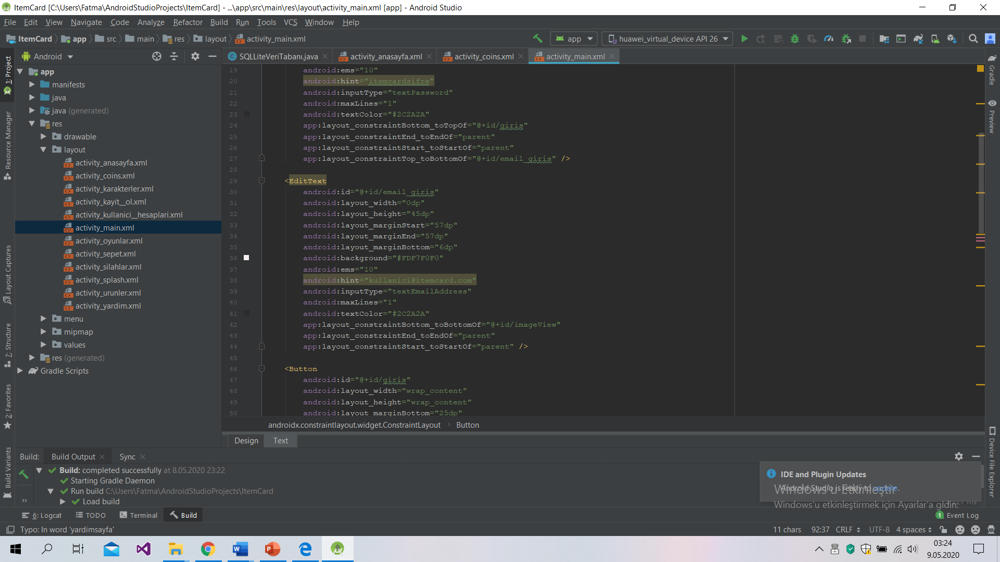 ItemCard [C:\Users\Fatma\AndroidStudioProjects\ItemCard] - ...\app\src\main\res\layout\activity_main.xml [app] - Android Studio
File Edit View Navigate Code Analyze Refactor Build Run Tools VCS Window Help
ItemCard app src main res layout activity_main.xml
app huawei_virtual_device API 26
Android
SQLLiteVeriTabanı.java activity_anasayfa.xml activity_coins.xml activity_main.xml
1: Project
Resource Manager
Layout Captures
7: Structure
2: Favorites
Build Variants
app
manifests
java
java (generated)
res
drawable
layout
activity_anasayfa.xml
activity_coins.xml
activity_karakterler.xml
activity_kayit__ol.xml
activity_kullanici__hesaplari.xml
activity_main.xml
activity_oyunlar.xml
activity_sepet.xml
activity_silahlar.xml
activity_splash.xml
activity_urunler.xml
activity_yardim.xml
menu
mipmap
values
res (generated)
Gradle Scripts
19 android:ems="10"
20 android:hint="itemcardsifre"
21 android:inputType="textPassword"
22 android:maxLines="1"
23 android:textColor="#2C2A2A"
24 app:layout_constraintBottom_toTopOf="@+id/giris"
25 app:layout_constraintEnd_toEndOf="parent"
26 app:layout_constraintStart_toStartOf="parent"
27 app:layout_constraintTop_toBottomOf="@+id/email_giris" />
28
29 <EditText
30 android:id="@+id/email_giris"
31 android:layout_width="0dp"
32 android:layout_height="45dp"
33 android:layout_marginStart="57dp"
34 android:layout_marginEnd="57dp"
35 android:layout_marginBottom="6dp"
36 android:background="#FDF7F0F0"
37 android:ems="10"
38 android:hint="kullanici@itemcard.com"
39 android:inputType="textEmailAddress"
40 android:maxLines="1"
41 android:textColor="#2C2A2A"
42 app:layout_constraintBottom_toBottomOf="@+id/imageView"
43 app:layout_constraintEnd_toEndOf="parent"
44 app:layout_constraintStart_toStartOf="parent" />
45
46 <Button
47 android:id="@+id/giris"
48 android:layout_width="wrap_content"
49 android:layout_height="wrap_content"
50 android:layout_marginBottom="25dp"
androidx.constraintlayout.widget.ConstraintLayout Button
Design Text
Gradle
Preview
Device File Explorer
Build: Build Output Sync
Build: completed successfully at 8.05.2020 23:22
Starting Gradle Daemon
Run build C:\Users\Fatma\AndroidStudioProjects\ItemCard
Load build
IDE and Plugin Updates
Android Studio is ready to update.
Windows'u Etkinleştir
Windows'u etkinleştirmek için Ayarlar'a gidin.
6: Logcat TODO Terminal Build 1 Event Log
Typo: In word 'yardimsayfa' 11 chars 92:37 CRLF UTF-8 4 spaces
03:24
9.05.2020